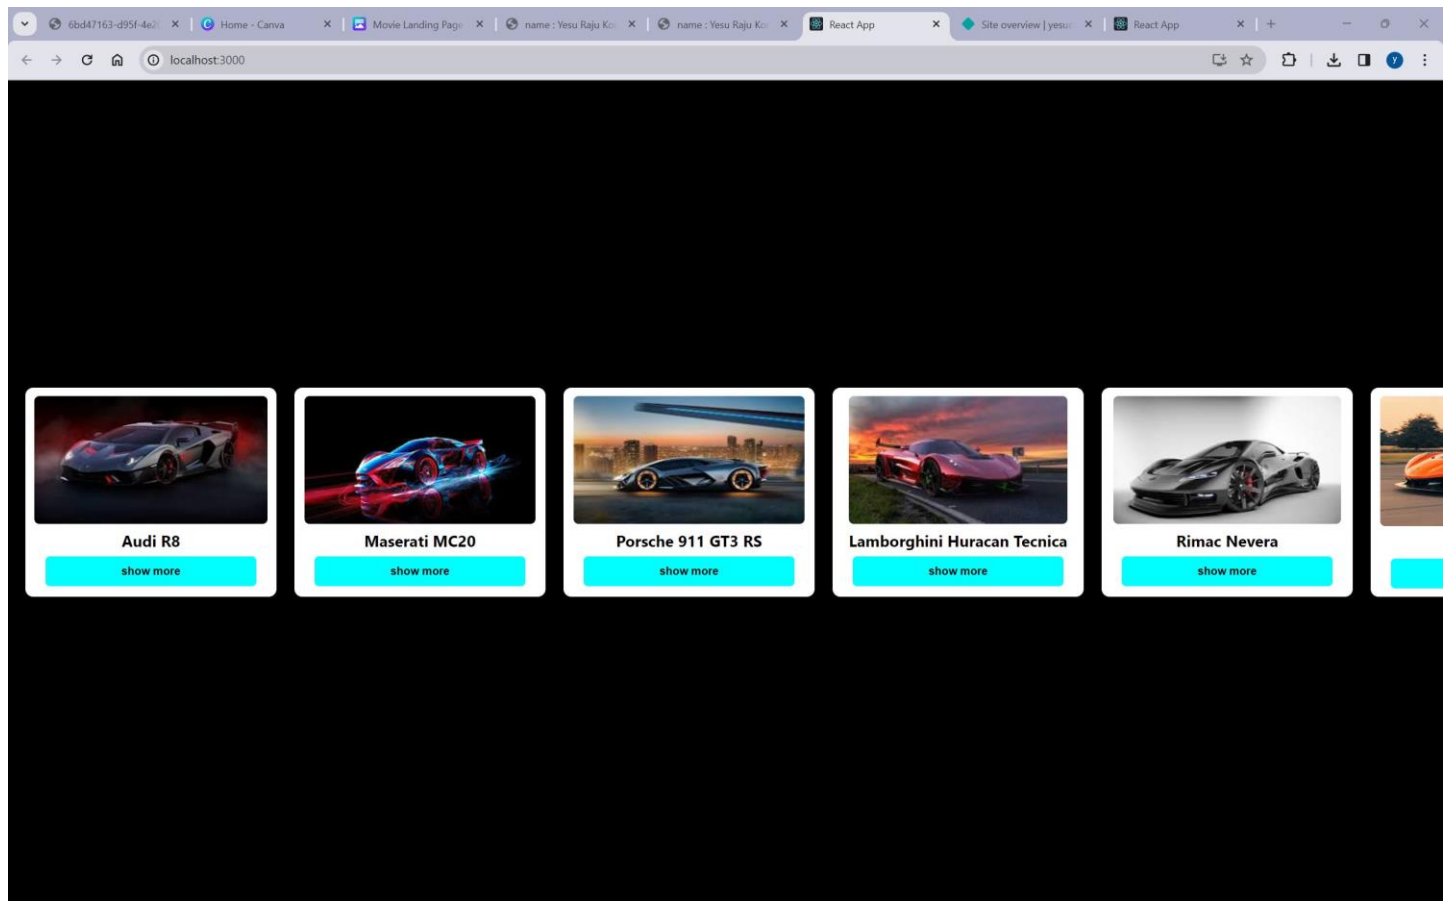 6bd47163-d95f-4e2
Home - Canva
Movie Landing Page
name : Yesu Raju Ko
name : Yesu Raju Ko
React App
Site overview | yesu
React App
localhost:3000
y
Audi R8
Maserati MC20
Porsche 911 GT3 RS
Lamborghini Huracan Tecnica
Rimac Nevera
show more
show more
show more
show more
show more